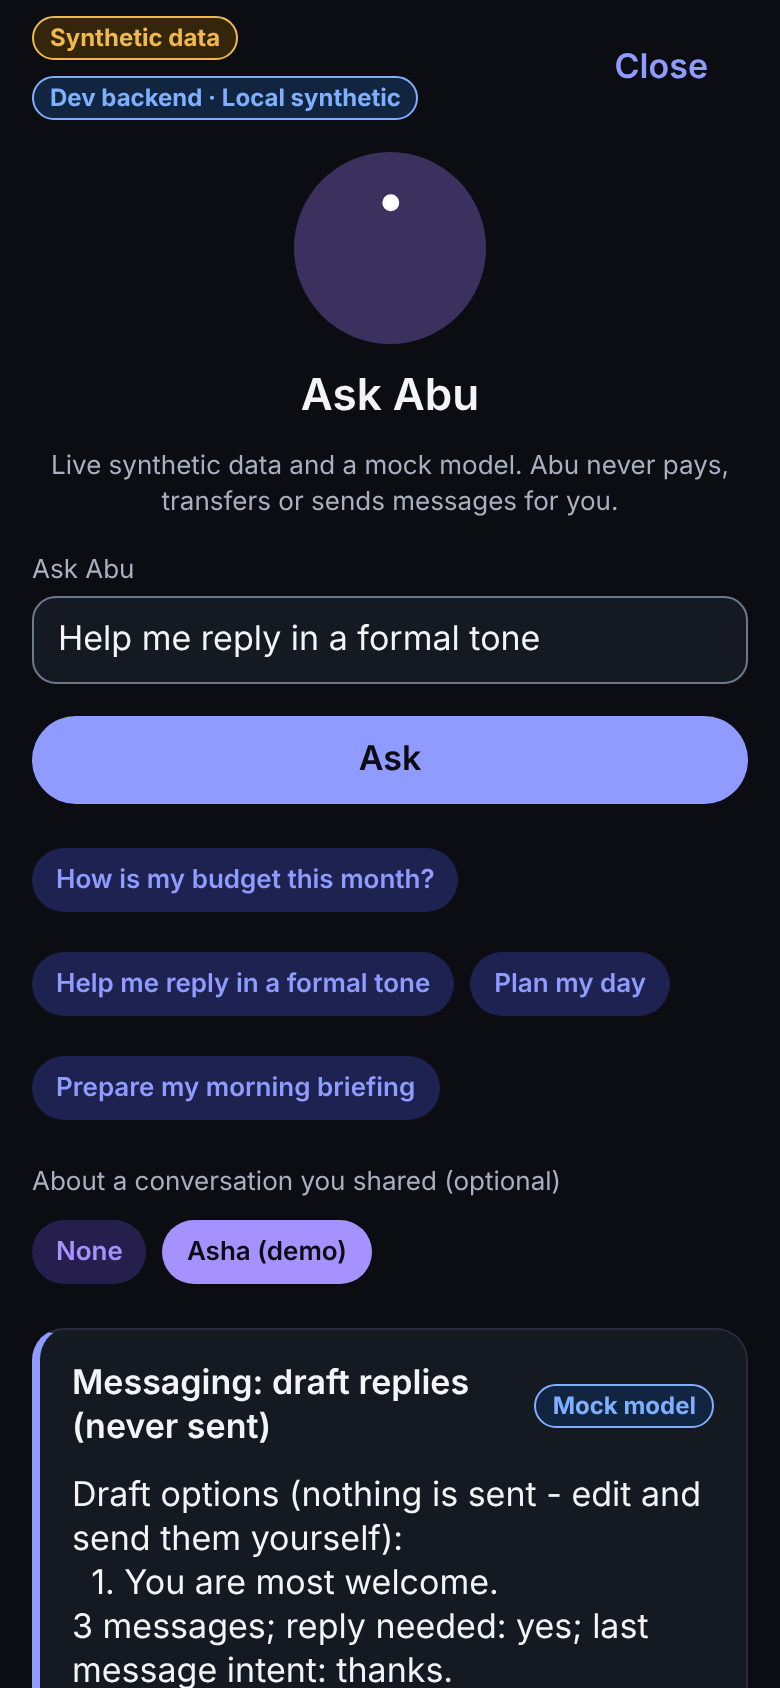 Synthetic data
Close
Dev backend · Local synthetic
Ask Abu
Live synthetic data and a mock model. Abu never pays,
transfers or sends messages for you.
Ask Abu
Help me reply in a formal tone
Ask
How is my budget this month?
Help me reply in a formal tone
Plan my day
Prepare my morning briefing
About a conversation you shared (optional)
None
Asha (demo)
Messaging: draft replies
(never sent)
Mock model
Draft options (nothing is sent - edit and
send them yourself):
1. You are most welcome.
3 messages; reply needed: yes; last
message intent: thanks.